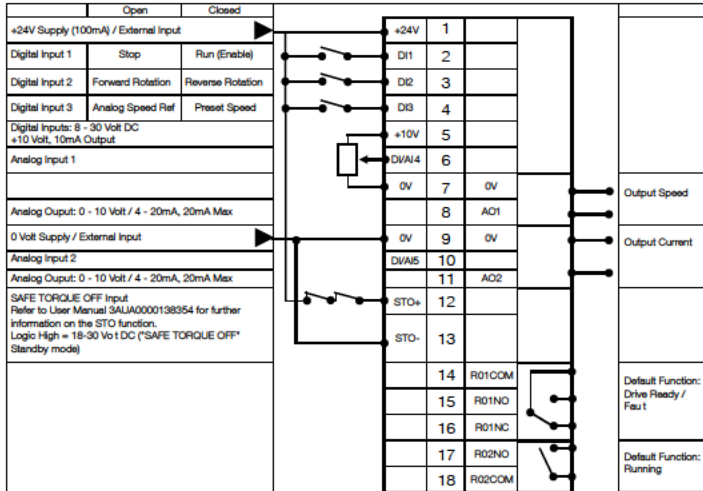 Open Closed
+24V Supply (100mA) / External Input +24V 1
Digital Input 1 Stop Run (Enable) DI1 2
Digital Input 2 Forward Rotation Reverse Rotation DI2 3
Digital Input 3 Analog Speed Ref Preset Speed DI3 4
Digital Inputs: 8 - 30 Volt DC
+10 Volt, 10mA Output +10V 5
Analog Input 1 DI/AI4 6
0V 7 0V Output Speed
Analog Ouput: 0 - 10 Volt / 4 - 20mA, 20mA Max 8 AO1
0 Volt Supply / External Input 0V 9 0V Output Current
Analog Input 2 DI/AI5 10
Analog Ouput: 0 - 10 Volt / 4 - 20mA, 20mA Max 11 AO2
SAFE TORQUE OFF Input STO+ 12
Refer to User Manual 3AUA0000138354 for further
information on the STO function.
Logic High = 18-30 Vo t DC ("SAFE TORQUE OFF" STO- 13
Standby mode)
14 R01COM Default Function:
15 R01NO Drive Ready /
Fau t
16 R01NC
17 R02NO Default Function:
Running
18 R02COM